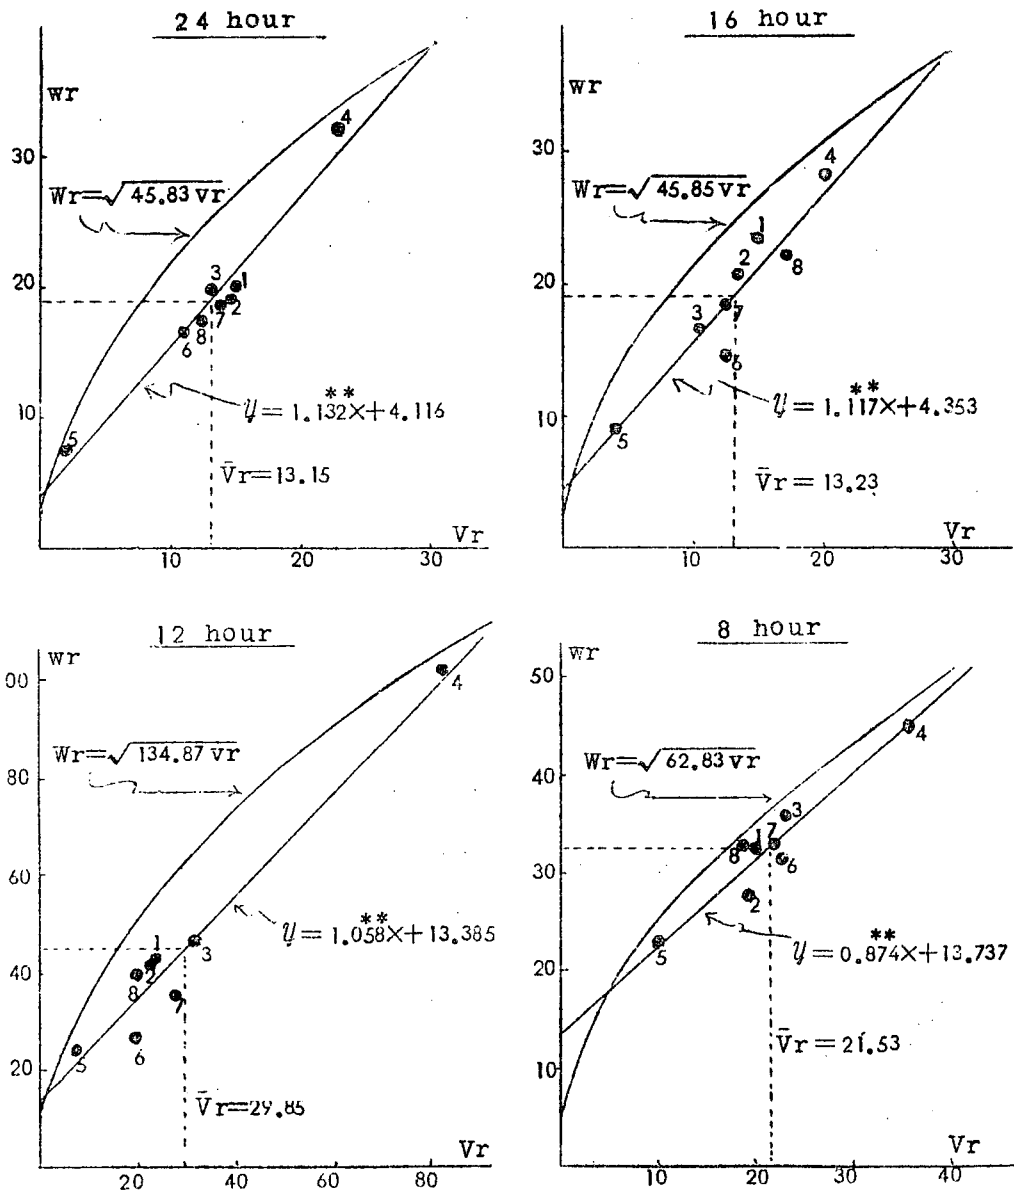 24 hour
wr
30
4
Wr=√45.83 vr
20
3
1
7
2
6
8
**
y = 1.132x+4.116
10
5
V̄r=13.15
Vr
10
20
30
16 hour
wr
30
4
Wr=√45.85 vr
1
2
8
20
3
7
6
**
y = 1.117x+4.353
10
5
V̄r = 13.23
Vr
10
20
30
12 hour
wr
00
4
Wr=√134.87 vr
80
60
**
y = 1.058x+13.385
1
3
40
2
8
7
5
6
20
V̄r=29.85
Vr
20
40
60
80
8 hour
wr
50
4
Wr=√62.83 vr
40
3
7
1
8
6
30
2
**
y = 0.874x+13.737
5
20
V̄r = 21.53
10
Vr
10
20
30
40